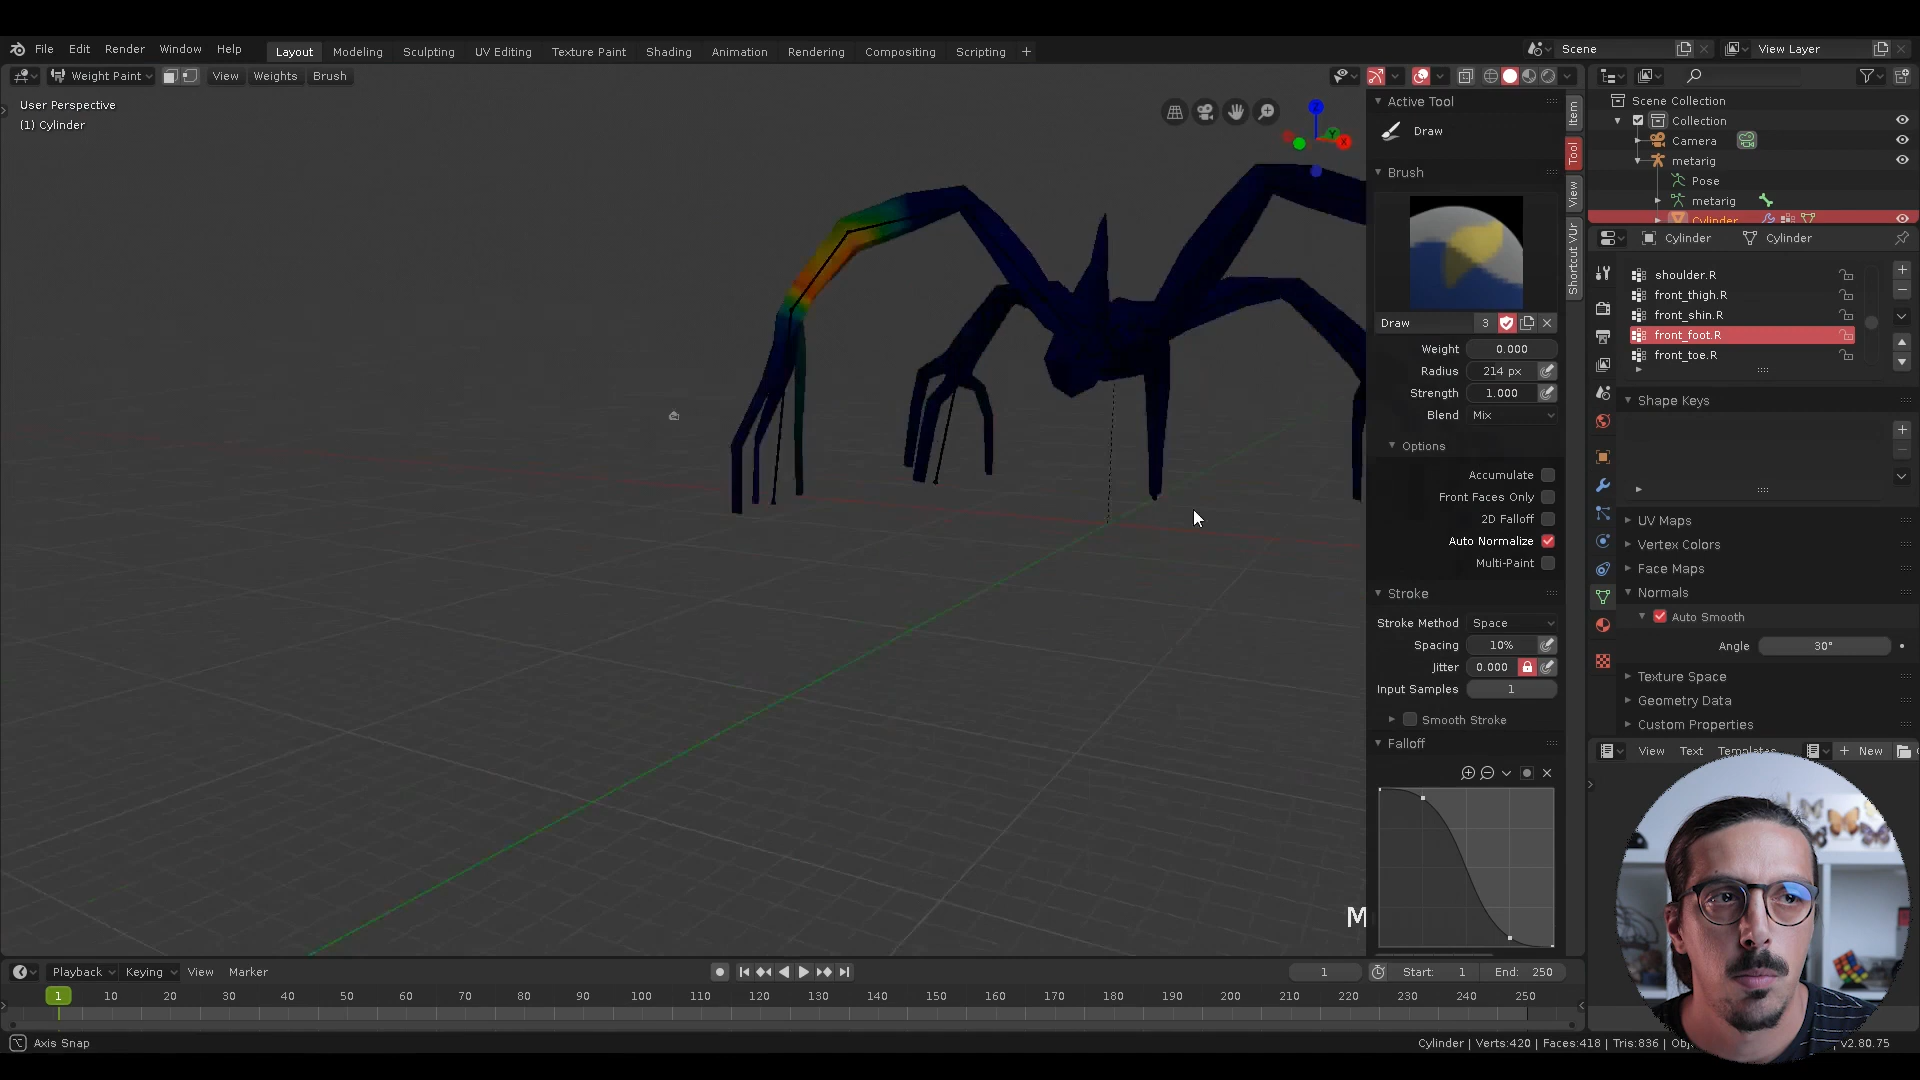 File Edit Render Window Help
Layout Modeling Sculpting UV Editing Texture Paint Shading Animation Rendering Compositing Scripting +
Scene
View Layer
Weight Paint View Weights Brush
User Perspective
(1) Cylinder
Z
Y
X
Item
Tool
View
Shortcut VUr
Active Tool
Draw
Brush
Draw 3
Weight 0.000
Radius 214 px
Strength 1.000
Blend Mix
Options
Accumulate
Front Faces Only
2D Falloff
Auto Normalize
Multi-Paint
Stroke
Stroke Method Space
Spacing 10%
Jitter 0.000
Input Samples 1
Smooth Stroke
Falloff
M
Scene Collection
Collection
Camera
metarig
Pose
metarig
Cylinder
Cylinder Cylinder
shoulder.R
front_thigh.R
front_shin.R
front_foot.R
front_toe.R
Shape Keys
UV Maps
Vertex Colors
Face Maps
Normals
Auto Smooth
Angle 30°
Texture Space
Geometry Data
Custom Properties
View Text Templates New
Playback Keying View Marker
1 Start: 1 End: 250
1 10 20 30 40 50 60 70 80 90 100 110 120 130 140 150 160 170 180 190 200 210 220 230 240 250
Axis Snap
Cylinder | Verts:420 | Faces:418 | Tris:836 | Obj v2.80.75